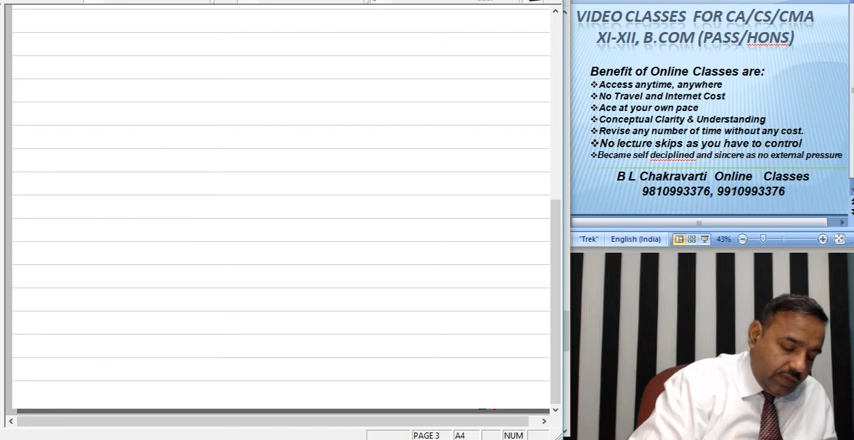 VIDEO CLASSES FOR CA/CS/CMA
XI-XII, B.COM (PASS/HONS)
Benefit of Online Classes are:
❖Access anytime, anywhere
❖No Travel and Internet Cost
❖Ace at your own pace
❖Conceptual Clarity & Understanding
❖Revise any number of time without any cost.
❖No lecture skips as you have to control
❖Became self deciplined and sincere as no external pressure
B L Chakravarti Online Classes
9810993376, 9910993376
"Trek" English (India) 43%
PAGE 3 A4 NUM